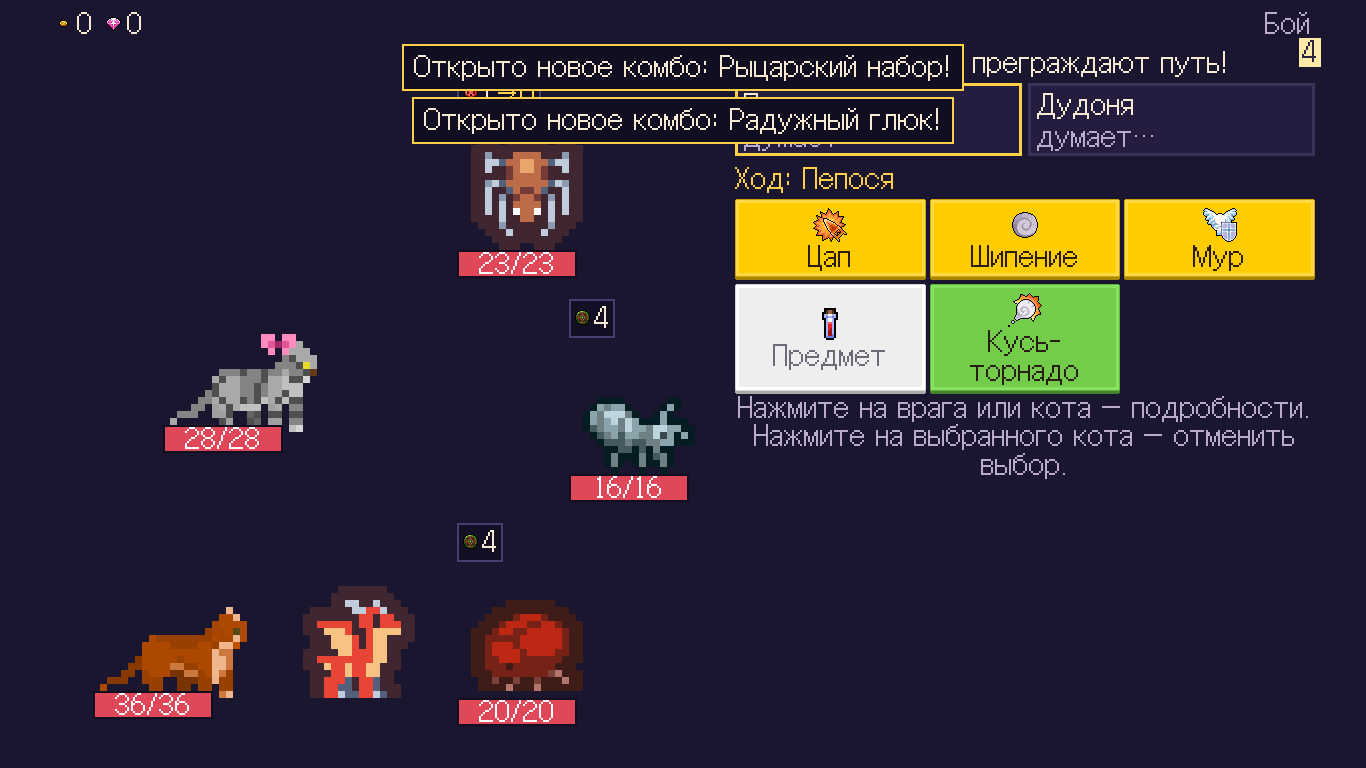 0 0
Бой
4
Открыто новое комбо: Рыцарский набор!
преграждают путь!
Открыто новое комбо: Радужный глюк!
Дудоня
думает…
Ход: Пепося
23/23
Цап
Шипение
Мур
4
Предмет
Кусь-
торнадо
28/28
Нажмите на врага или кота — подробности.
Нажмите на выбранного кота — отменить
выбор.
16/16
4
36/36
20/20